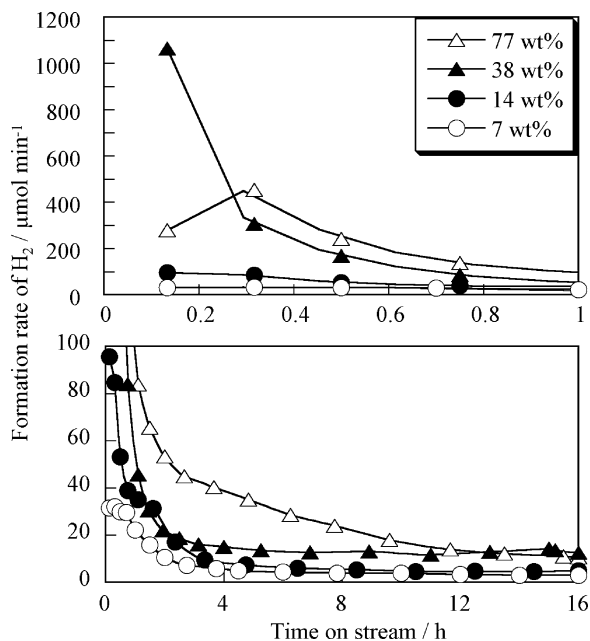 1200
1000
800
600
400
200
0
0 0.2 0.4 0.6 0.8 1
77 wt%
38 wt%
14 wt%
7 wt%
Formation rate of H₂ / μmol min⁻¹
100
80
60
40
20
0
0 4 8 12 16
Time on stream / h